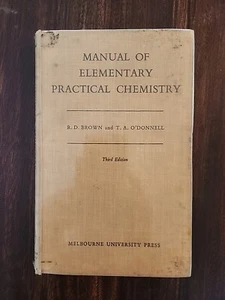 MANUAL OF
ELEMENTARY
PRACTICAL CHEMISTRY
R. D. BROWN and T. A. O'DONNELL
Third Edition
MELBOURNE UNIVERSITY PRESS